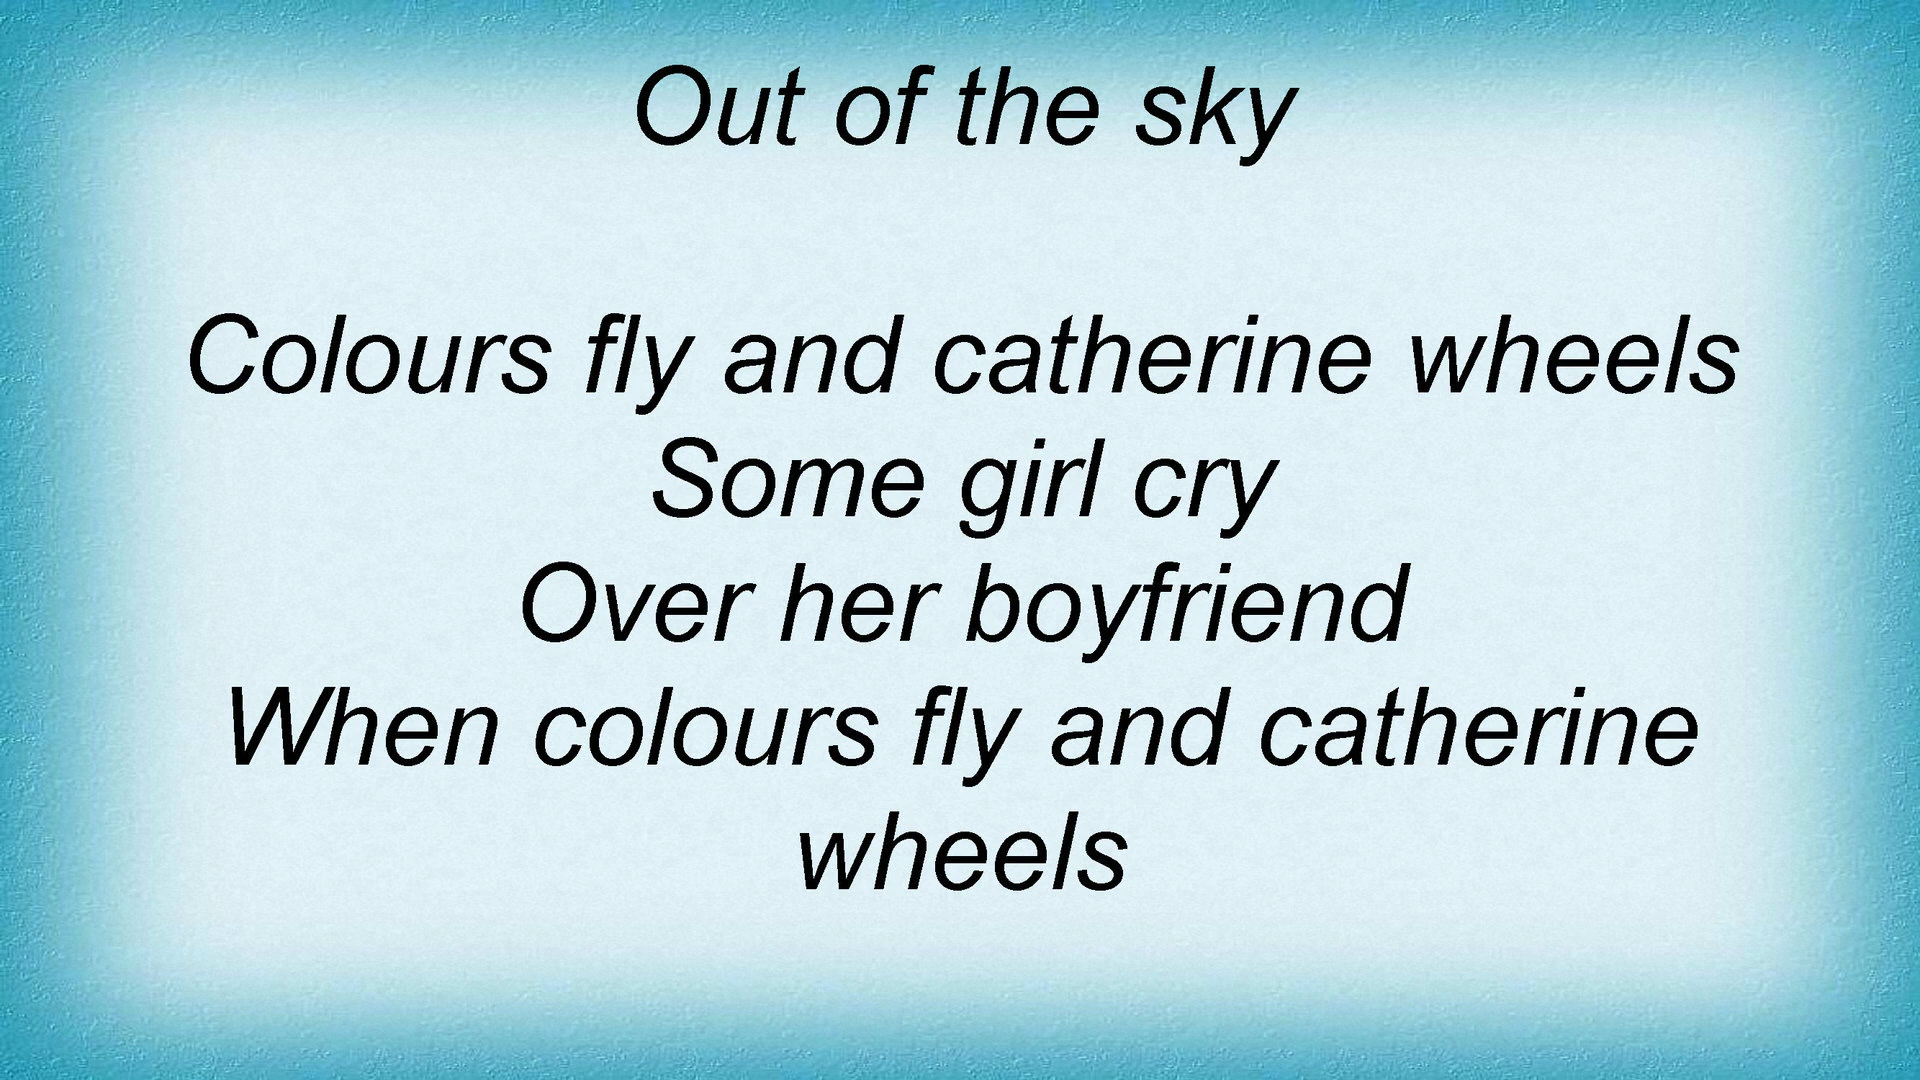 Out of the sky
Colours fly and catherine wheels
Some girl cry
Over her boyfriend
When colours fly and catherine
wheels